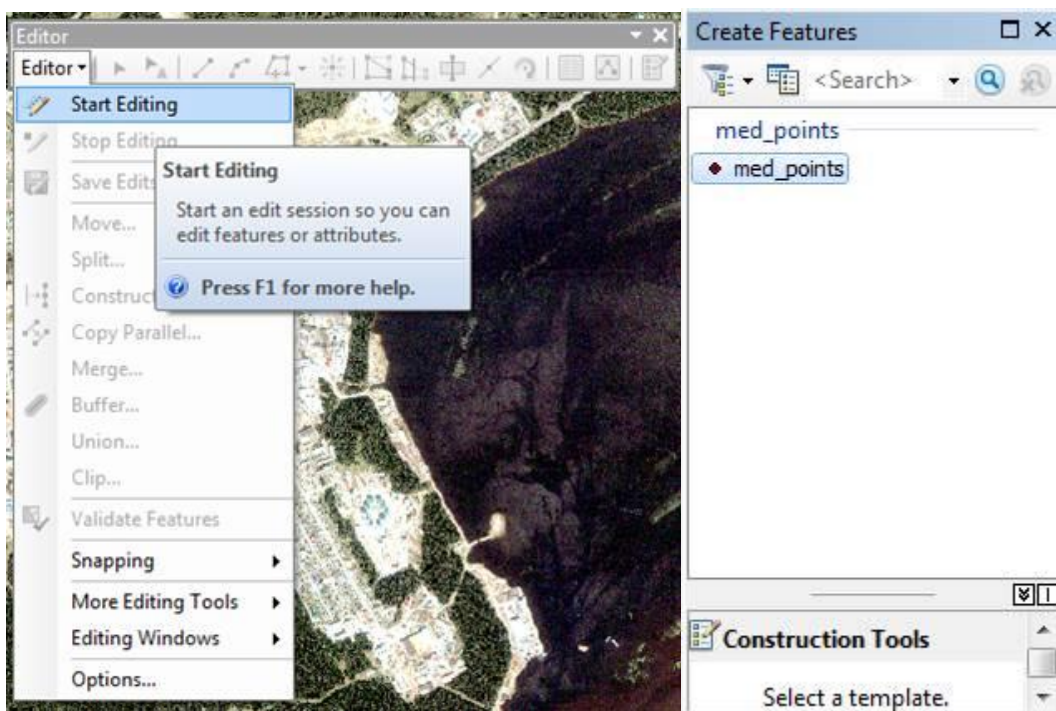 Editor
Editor
Start Editing
Stop Editing
Save Edits
Move...
Split...
Construct
Copy Parallel...
Merge...
Buffer...
Union...
Clip...
Validate Features
Snapping
More Editing Tools
Editing Windows
Options...
Start Editing
Start an edit session so you can
edit features or attributes.
Press F1 for more help.
Create Features
<Search>
med_points
med_points
Construction Tools
Select a template.